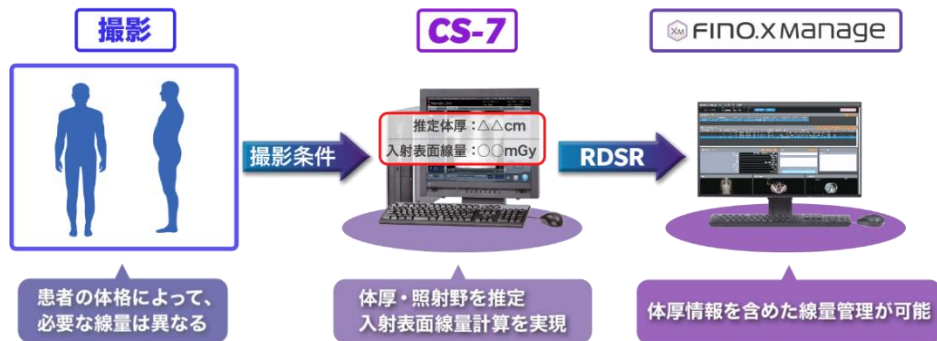 撮影
CS-7
XM FINO.XManage
撮影条件
推定体厚:△△cm
入射表面線量:○○mGy
RDSR
患者の体格によって、
必要な線量は異なる
体厚・照射野を推定
入射表面線量計算を実現
体厚情報を含めた線量管理が可能